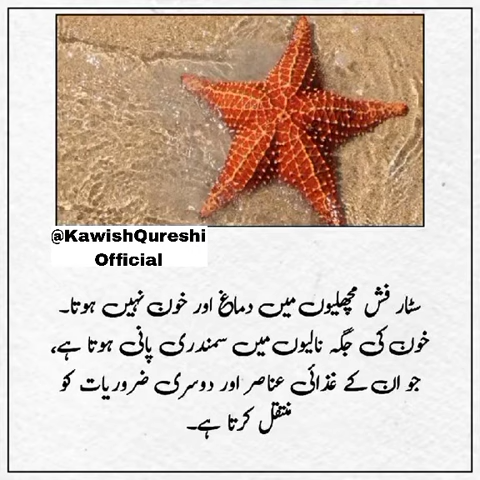 @KawishQureshi
Official
سٹار فش مچھلیوں میں دماغ اور خون نہیں ہوتا۔
خون کی جگہ نالیوں میں سمندری پانی ہوتا ہے،
جو ان کے غذائی عناصر اور دوسری ضروریات کو
منتقل کرتا ہے۔